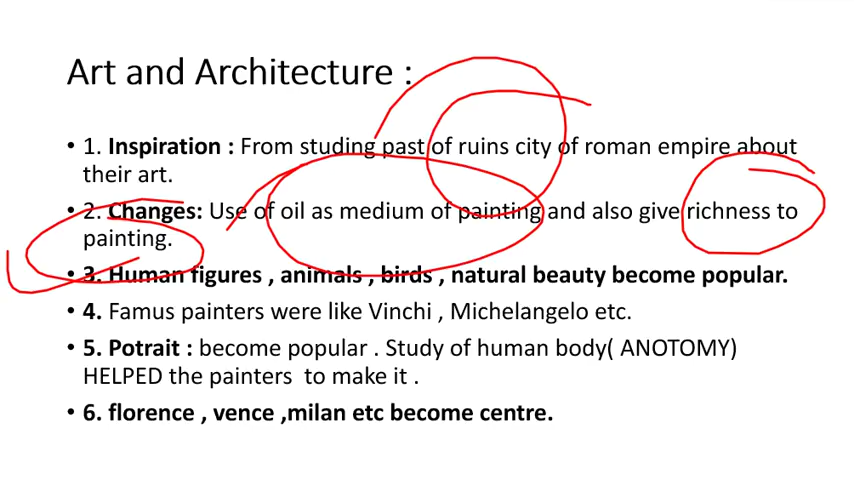 Art and Architecture :
• 1. Inspiration : From studing past of ruins city of roman empire about
their art.
• 2. Changes: Use of oil as medium of painting and also give richness to
painting.
• 3. Human figures , animals , birds , natural beauty become popular.
• 4. Famus painters were like Vinchi , Michelangelo etc.
• 5. Potrait : become popular . Study of human body( ANOTOMY)
HELPED the painters to make it .
• 6. florence , vence ,milan etc become centre.